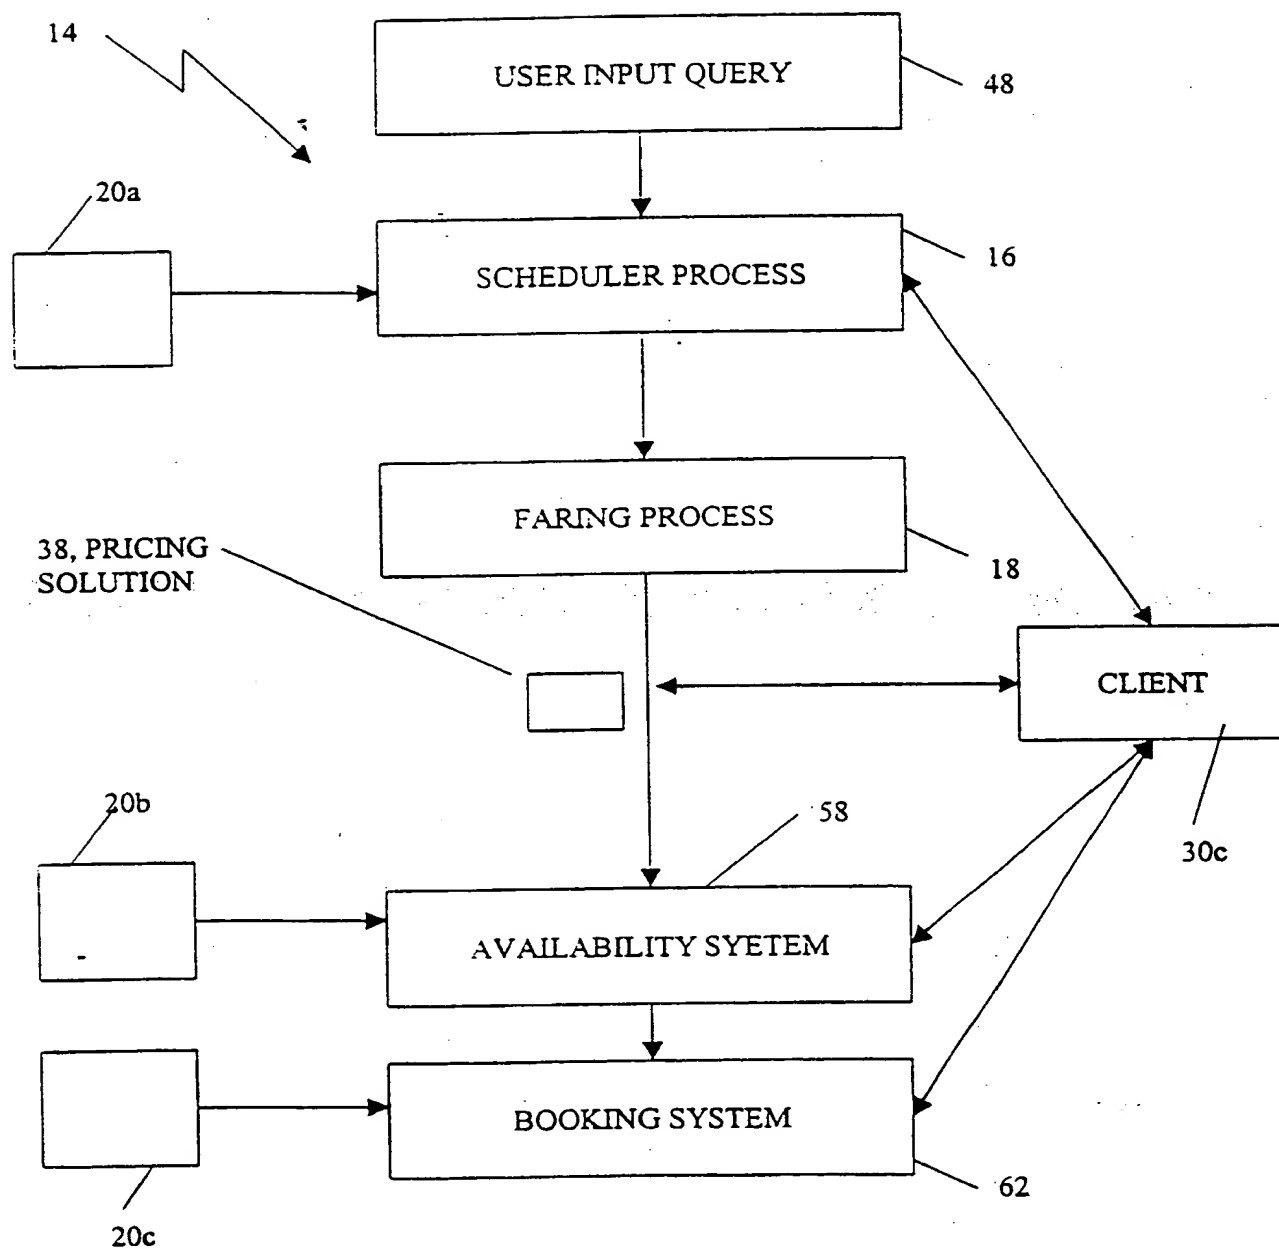 14
USER INPUT QUERY
48
20a
SCHEDULER PROCESS
16
FARING PROCESS
18
38, PRICING
SOLUTION
CLIENT
30c
20b
58
AVAILABILITY SYETEM
BOOKING SYSTEM
62
20c